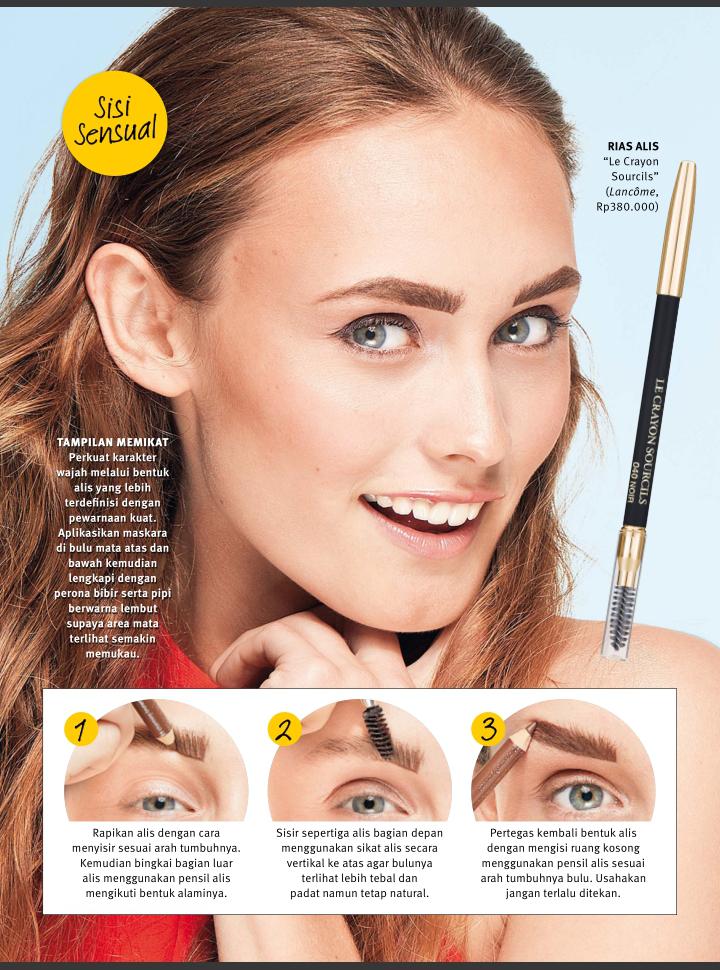 Sisi
Sensual
RIAS ALIS
“Le Crayon
Sourcils”
(Lancôme,
Rp380.000)
LE CRAYON SOURCILS
040 NOIR
TAMPILAN MEMIKAT
Perkuat karakter
wajah melalui bentuk
alis yang lebih
terdefinisi dengan
pewarnaan kuat.
Aplikasikan maskara
di bulu mata atas dan
bawah kemudian
lengkapi dengan
perona bibir serta pipi
berwarna lembut
supaya area mata
terlihat semakin
memukau.
1
Rapikan alis dengan cara
menyisir sesuai arah tumbuhnya.
Kemudian bingkai bagian luar
alis menggunakan pensil alis
mengikuti bentuk alaminya.
2
Sisir sepertiga alis bagian depan
menggunakan sikat alis secara
vertikal ke atas agar bulunya
terlihat lebih tebal dan
padat namun tetap natural.
3
Pertegas kembali bentuk alis
dengan mengisi ruang kosong
menggunakan pensil alis sesuai
arah tumbuhnya bulu. Usahakan
jangan terlalu ditekan.